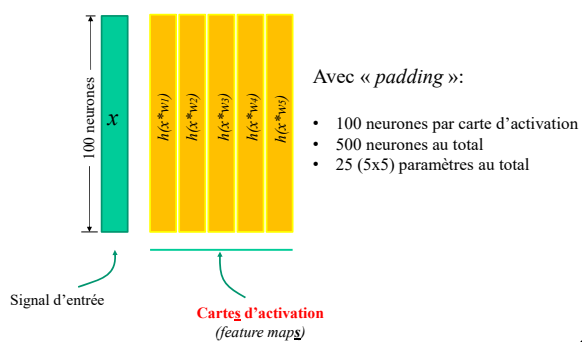 100 neurones
x
h(x*w1)
h(x*w2)
h(x*w3)
h(x*w4)
h(x*w5)
Avec « padding »:
• 100 neurones par carte d’activation
• 500 neurones au total
• 25 (5x5) paramètres au total
Signal d’entrée
Cartes d’activation
(feature maps)